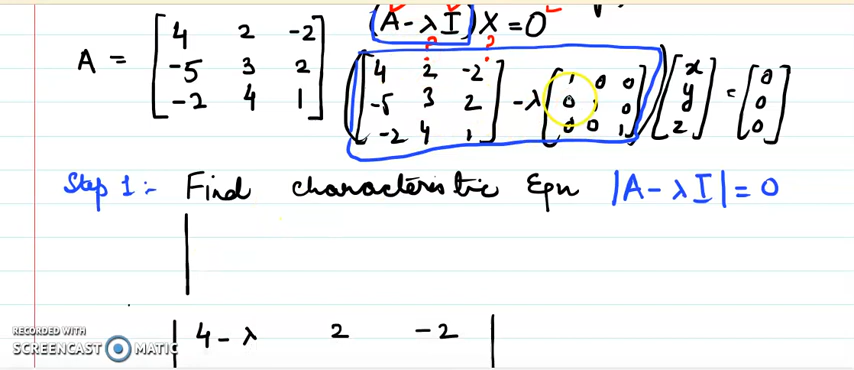 (A-λI)X=0
A = [4 2 -2; -5 3 2; -2 4 1] ([4 2 -2; -5 3 2; -2 4 1] -λ [1 0 0; 0 1 0; 0 0 1]) [x; y; z] = [0; 0; 0]
Step 1:- Find characteristic Eqn |A-λI|=0
| 4-λ 2 -2 |
RECORDED WITH
SCREENCAST MATIC